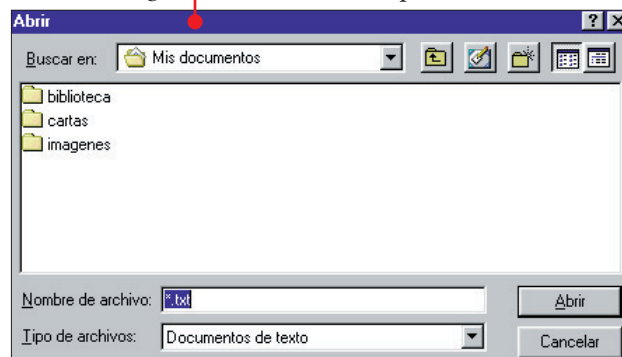 Abrir
Buscar en: Mis documentos
biblioteca
cartas
imagenes
Nombre de archivo: *.txt Abrir
Tipo de archivos: Documentos de texto Cancelar